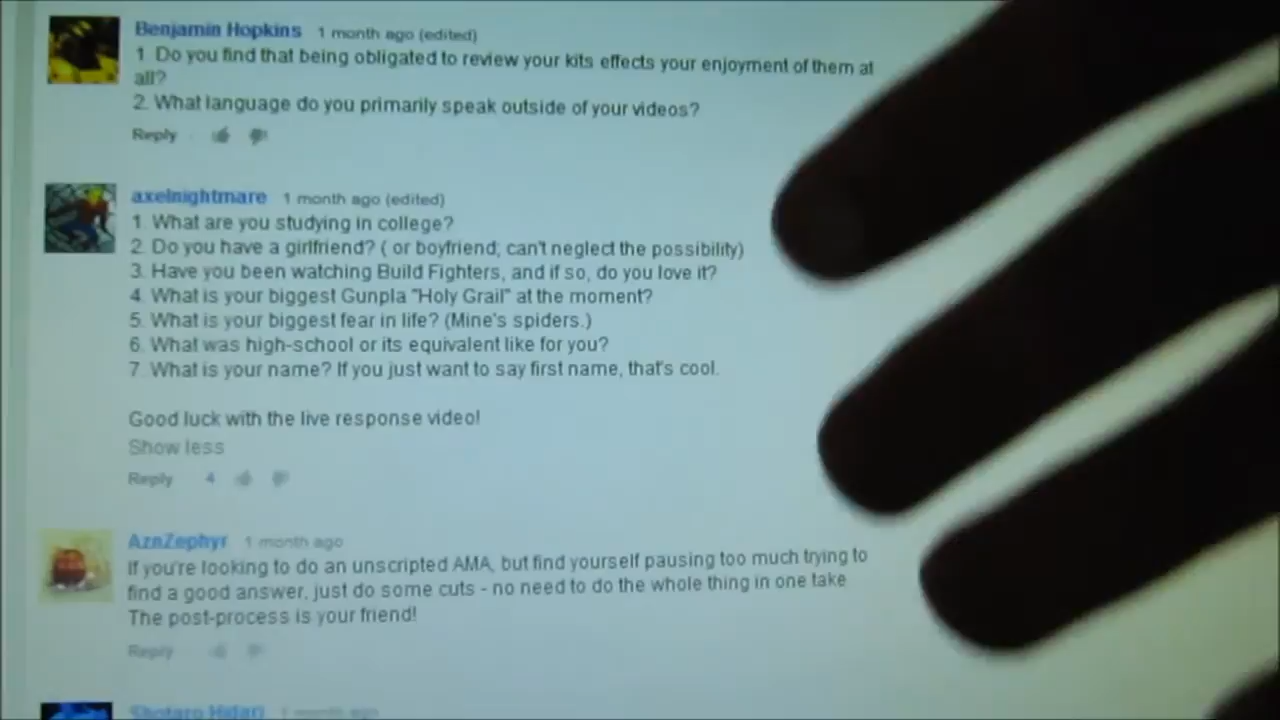 Benjamin Hopkins 1 month ago (edited)
1. Do you find that being obligated to review your kits effects your enjoyment of them at
all?
2. What language do you primarily speak outside of your videos?
Reply
axelnightmare 1 month ago (edited)
1. What are you studying in college?
2. Do you have a girlfriend? ( or boyfriend; can't neglect the possibility)
3. Have you been watching Build Fighters, and if so, do you love it?
4. What is your biggest Gunpla "Holy Grail" at the moment?
5. What is your biggest fear in life? (Mine's spiders.)
6. What was high-school or its equivalent like for you?
7. What is your name? If you just want to say first name, that's cool.
Good luck with the live response video!
Show less
Reply 4
AznZephyr 1 month ago
If you're looking to do an unscripted AMA, but find yourself pausing too much trying to
find a good answer, just do some cuts - no need to do the whole thing in one take
The post-process is your friend!
Reply
Shotaro Hidari 1 month ago